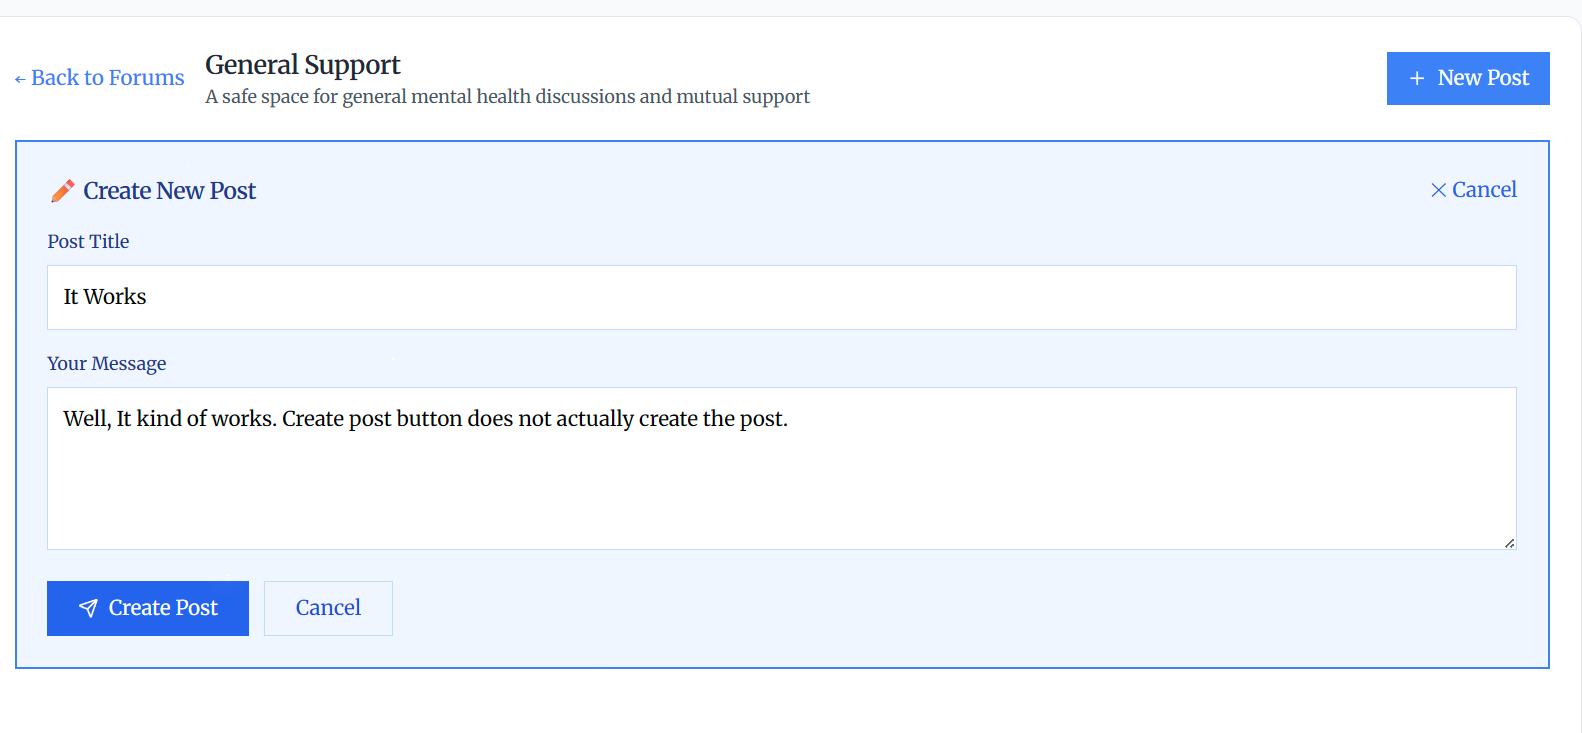 ← Back to Forums
General Support
A safe space for general mental health discussions and mutual support
+ New Post
Create New Post
Cancel
Post Title
It Works
Your Message
Well, It kind of works. Create post button does not actually create the post.
Create Post
Cancel